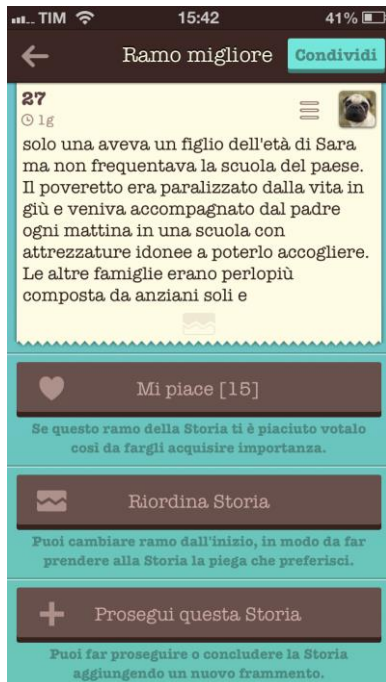 TIM 15:42 41%
Ramo migliore Condividi
27
1g
solo una aveva un figlio dell'età di Sara
ma non frequentava la scuola del paese.
Il poveretto era paralizzato dalla vita in
giù e veniva accompagnato dal padre
ogni mattina in una scuola con
attrezzature idonee a poterlo accogliere.
Le altre famiglie erano perlopiù
composta da anziani soli e
Mi piace [15]
Se questo ramo della Storia ti è piaciuto votalo
così da fargli acquisire importanza.
Riordina Storia
Puoi cambiare ramo dall'inizio, in modo da far
prendere alla Storia la piega che preferisci.
Prosegui questa Storia
Puoi far proseguire o concludere la Storia
aggiungendo un nuovo frammento.